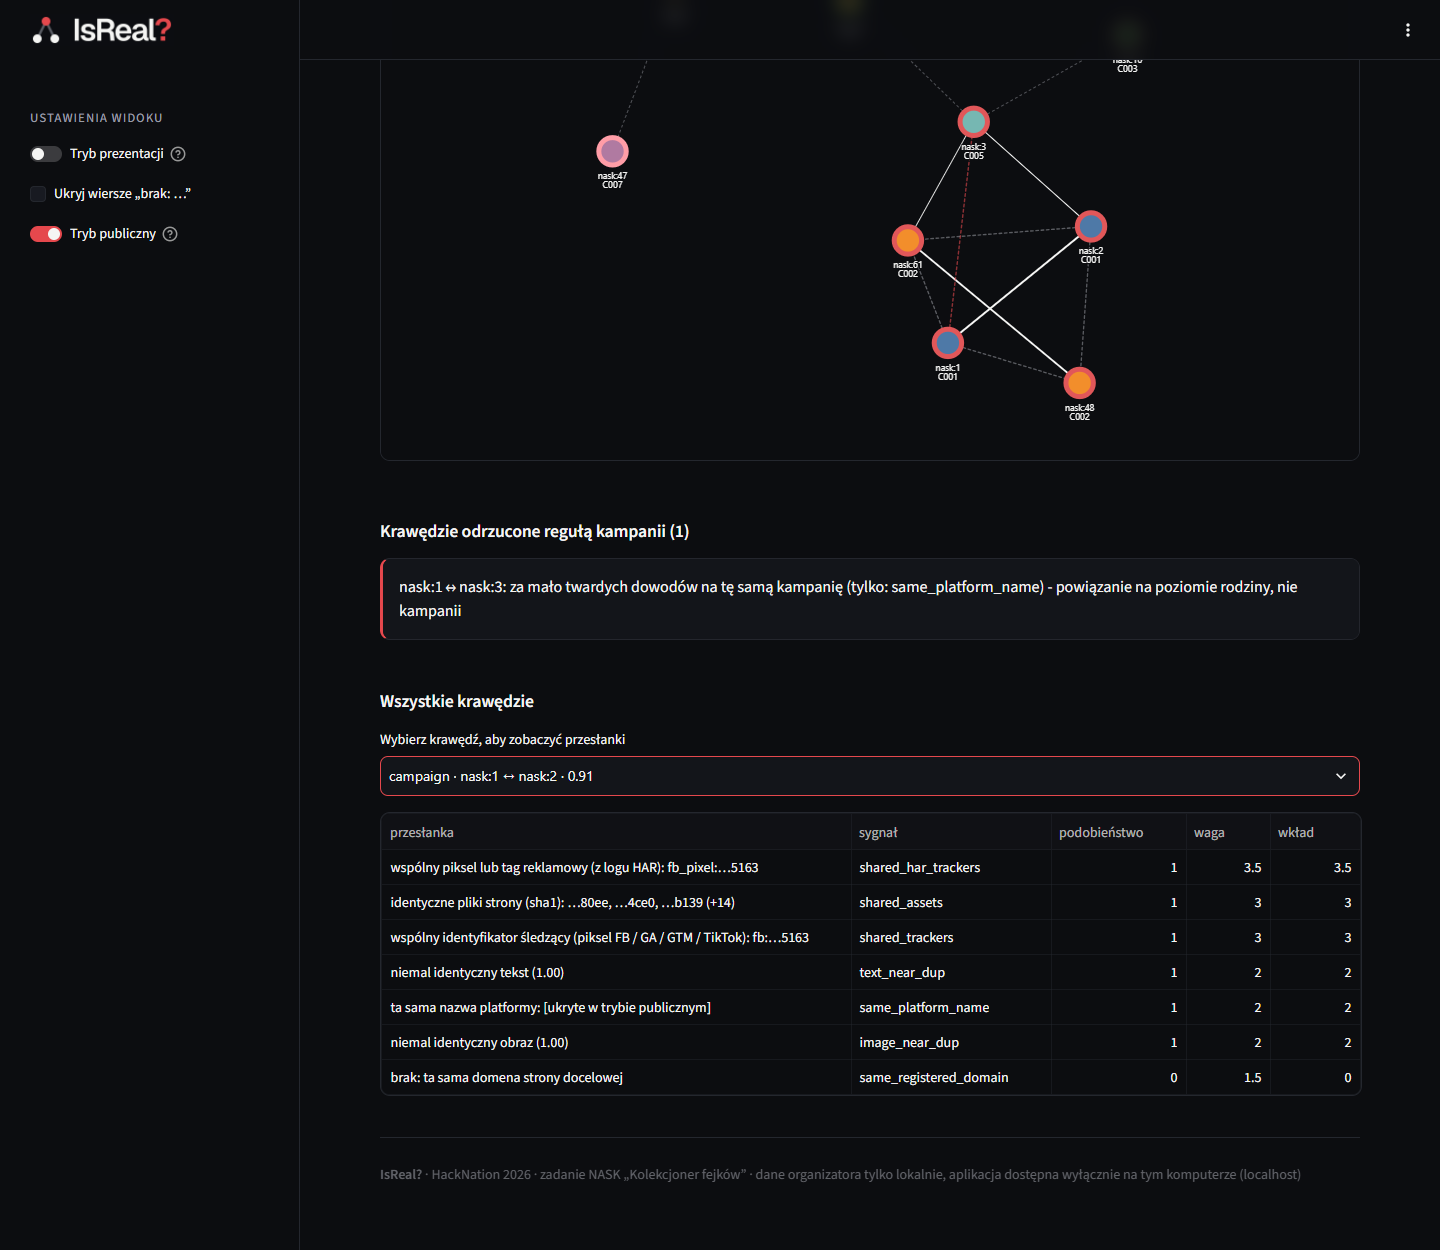 IsReal?
USTAWIENIA WIDOKU
Tryb prezentacji
Ukryj wiersze „brak: ...”
Tryb publiczny
C003
nask:3
C005
nask:47
C007
nask:61
C002
nask:2
C001
nask:1
C001
nask:48
C002
Krawędzie odrzucone regułą kampanii (1)
nask:1 ↔ nask:3: za mało twardych dowodów na tę samą kampanię (tylko: same_platform_name) - powiązanie na poziomie rodziny, nie
kampanii
Wszystkie krawędzie
Wybierz krawędź, aby zobaczyć przesłanki
campaign · nask:1 ↔ nask:2 · 0.91
przesłanka sygnał podobieństwo waga wkład
wspólny piksel lub tag reklamowy (z logu HAR): fb_pixel:…5163 shared_har_trackers 1 3.5 3.5
identyczne pliki strony (sha1): …80ee, …4ce0, …b139 (+14) shared_assets 1 3 3
wspólny identyfikator śledzący (piksel FB / GA / GTM / TikTok): fb:…5163 shared_trackers 1 3 3
niemal identyczny tekst (1.00) text_near_dup 1 2 2
ta sama nazwa platformy: [ukryte w trybie publicznym] same_platform_name 1 2 2
niemal identyczny obraz (1.00) image_near_dup 1 2 2
brak: ta sama domena strony docelowej same_registered_domain 0 1.5 0
IsReal? · HackNation 2026 · zadanie NASK „Kolekcjoner fejków” · dane organizatora tylko lokalnie, aplikacja dostępna wyłącznie na tym komputerze (localhost)